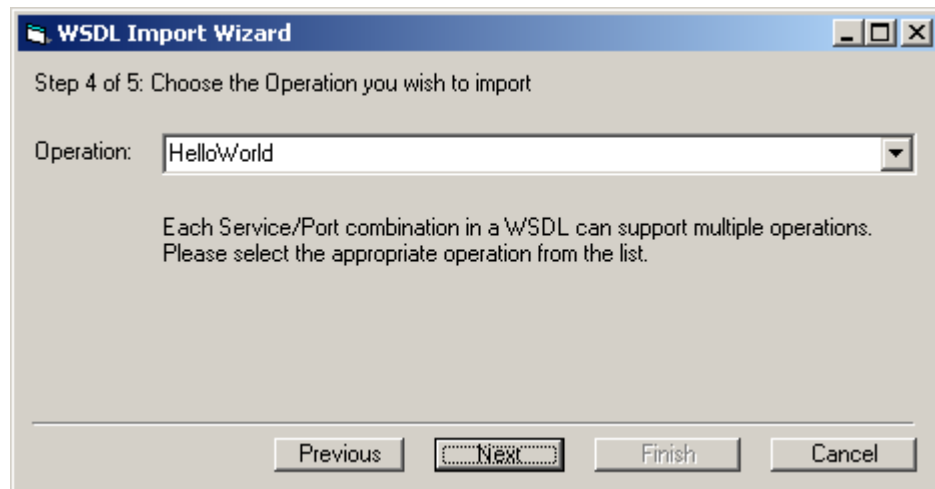 WSDL Import Wizard
Step 4 of 5: Choose the Operation you wish to import
Operation: HelloWorld
Each Service/Port combination in a WSDL can support multiple operations.
Please select the appropriate operation from the list.
Previous Next Finish Cancel